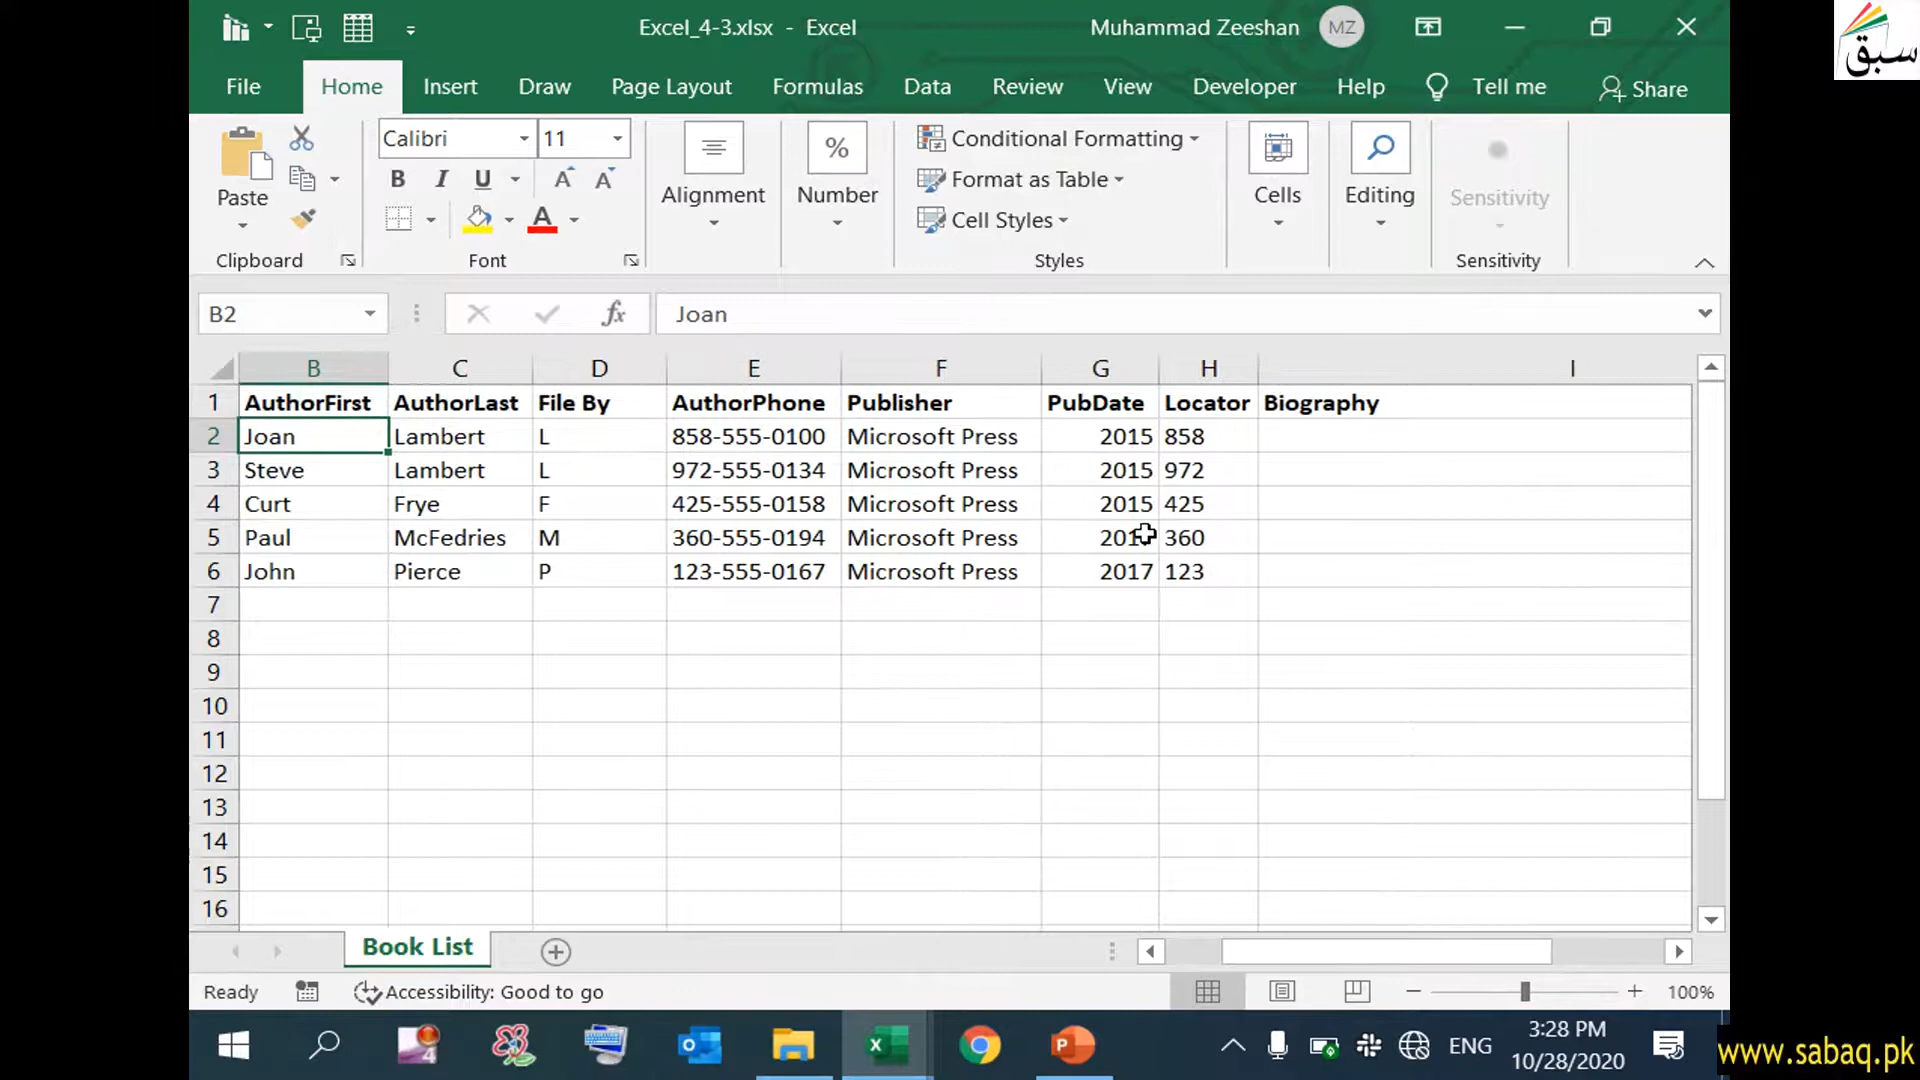 Excel_4-3.xlsx - Excel
Muhammad Zeeshan MZ
سبق
File Home Insert Draw Page Layout Formulas Data Review View Developer Help Tell me Share
Paste
Clipboard
Calibri 11
B I U A A
A
Font
Alignment
%
Number
Conditional Formatting
Format as Table
Cell Styles
Styles
Cells
Editing
Sensitivity
Sensitivity
B2 fx Joan
B C D E F G H I
1 AuthorFirst AuthorLast File By AuthorPhone Publisher PubDate Locator Biography
2 Joan Lambert L 858-555-0100 Microsoft Press 2015 858
3 Steve Lambert L 972-555-0134 Microsoft Press 2015 972
4 Curt Frye F 425-555-0158 Microsoft Press 2015 425
5 Paul McFedries M 360-555-0194 Microsoft Press 360
6 John Pierce P 123-555-0167 Microsoft Press 2017 123
7
8
9
10
11
12
13
14
15
16
Book List
Ready Accessibility: Good to go 100%
ENG
3:28 PM
10/28/2020
www.sabaq.pk